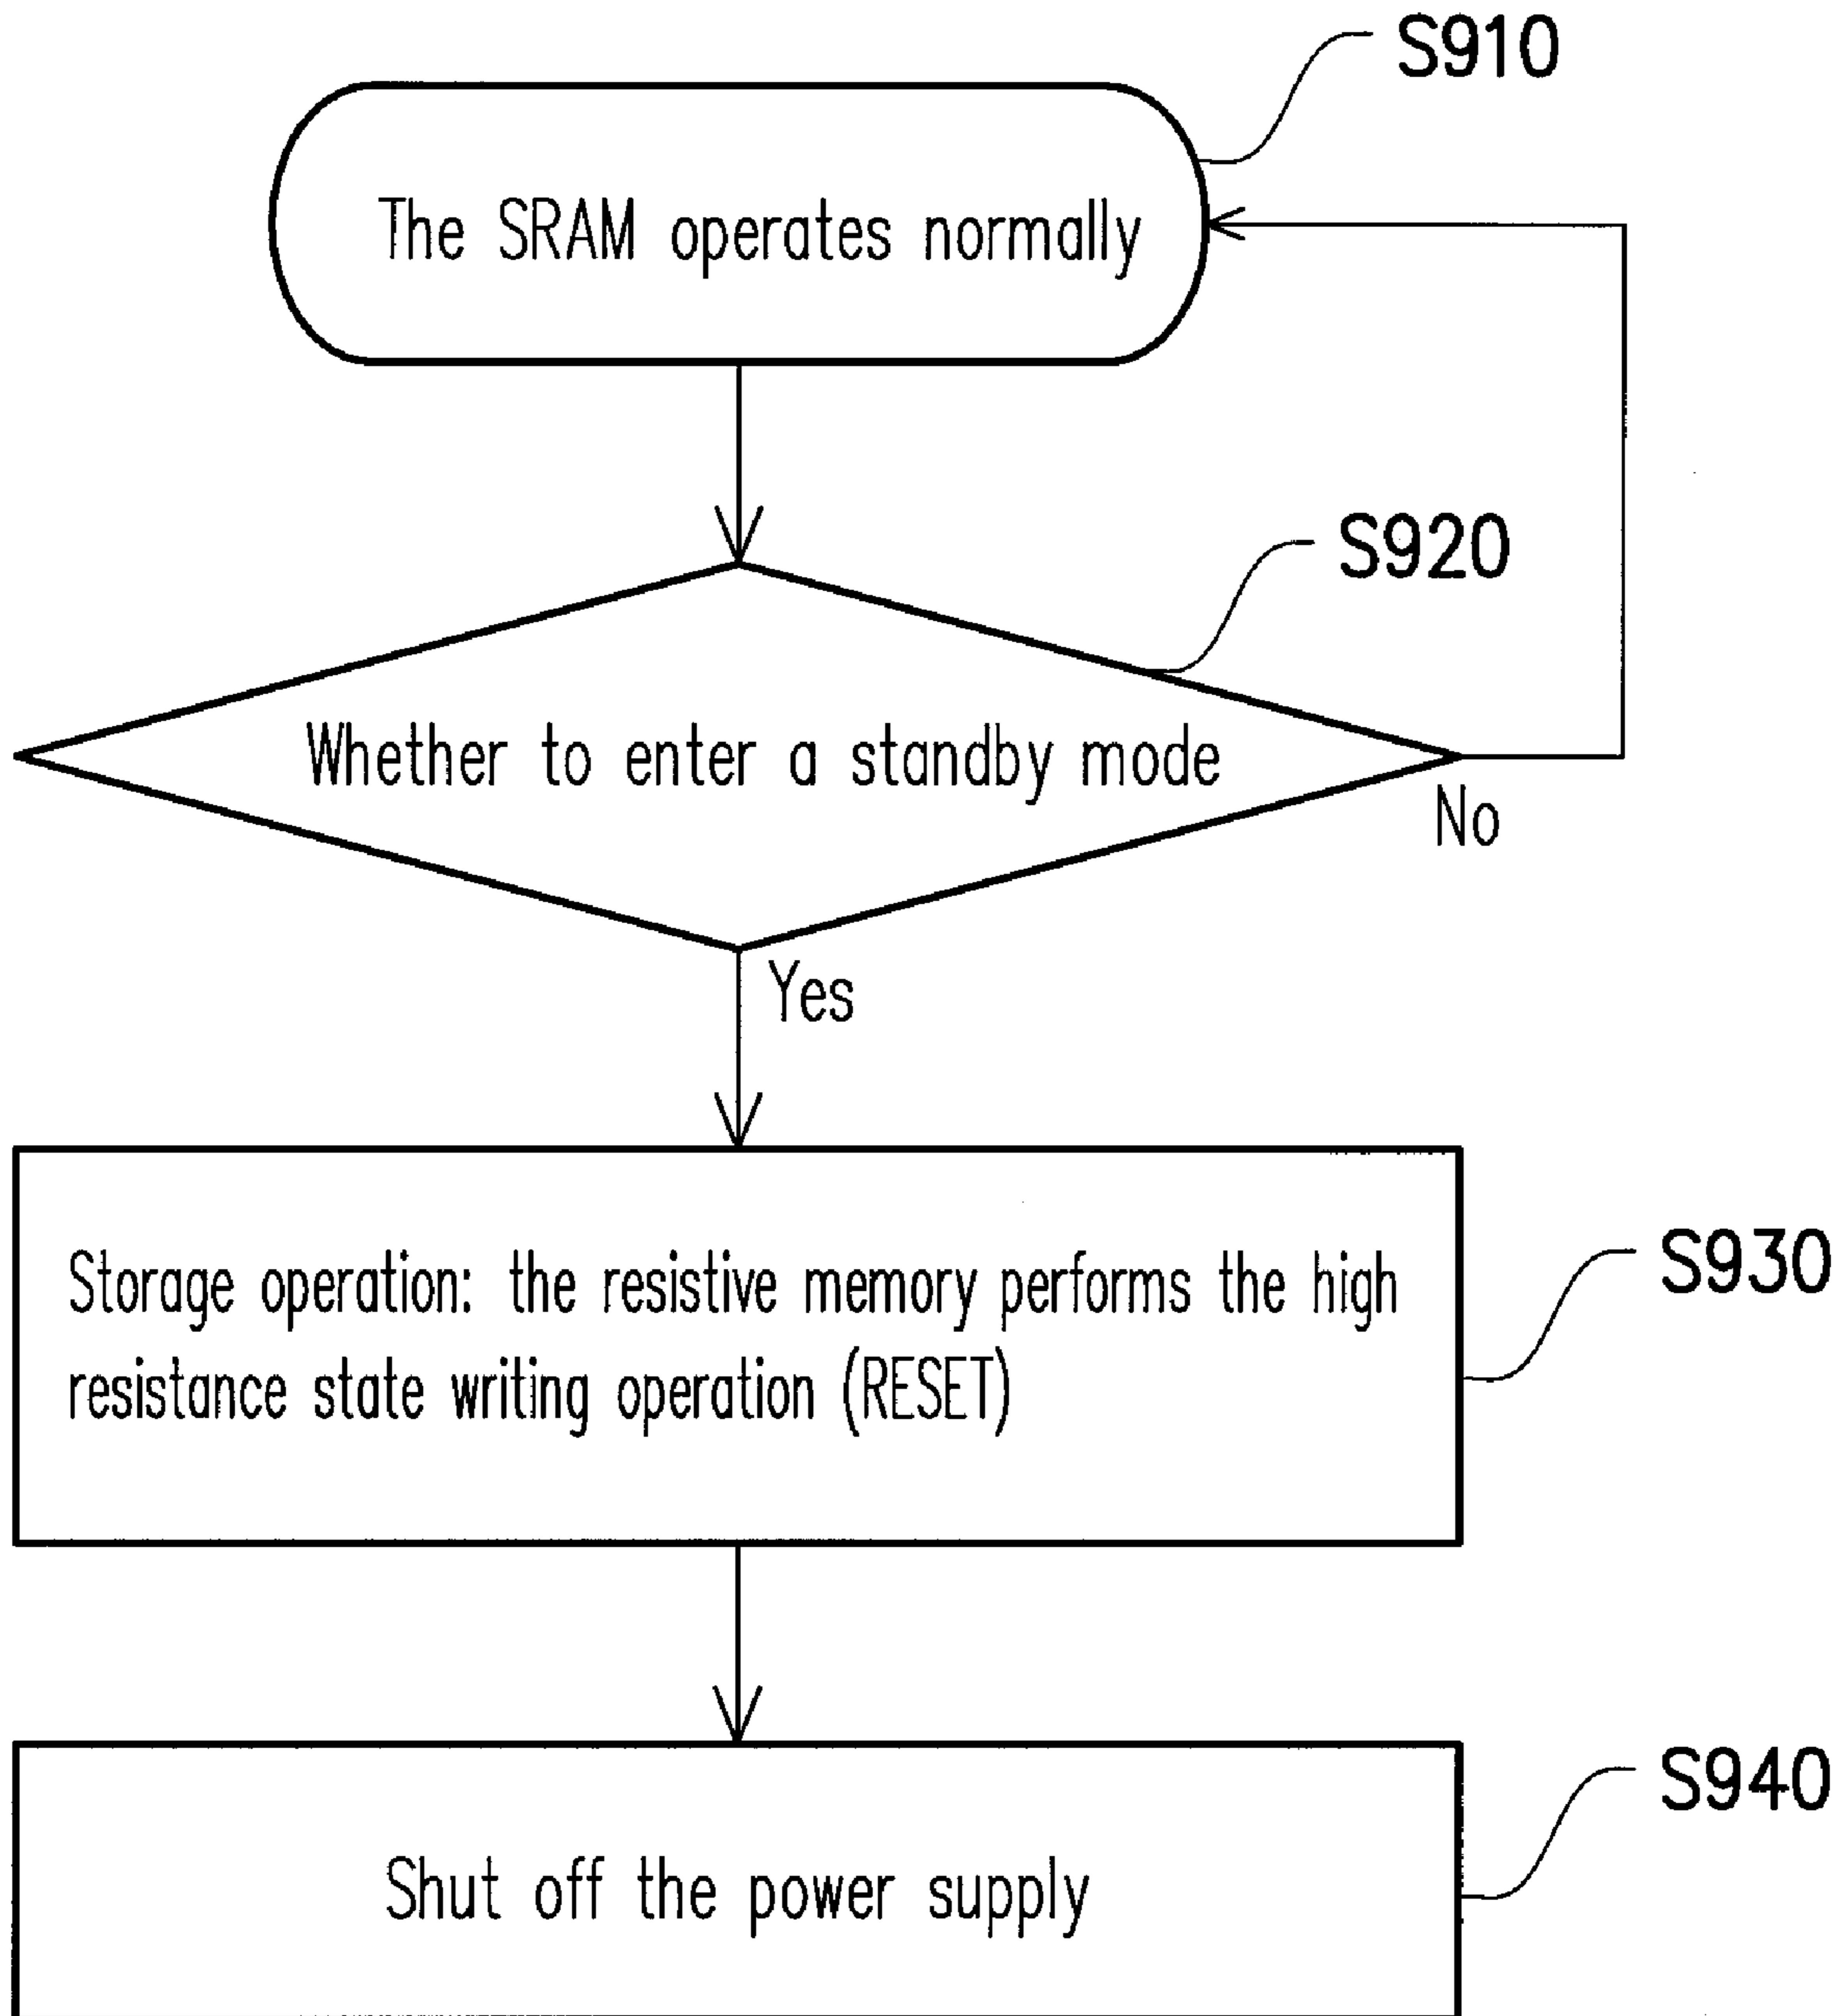 S910
The SRAM operates normally
S920
Whether to enter a standby mode
No
Yes
Storage operation: the resistive memory performs the high
resistance state writing operation (RESET)
S930
S940
Shut off the power supply